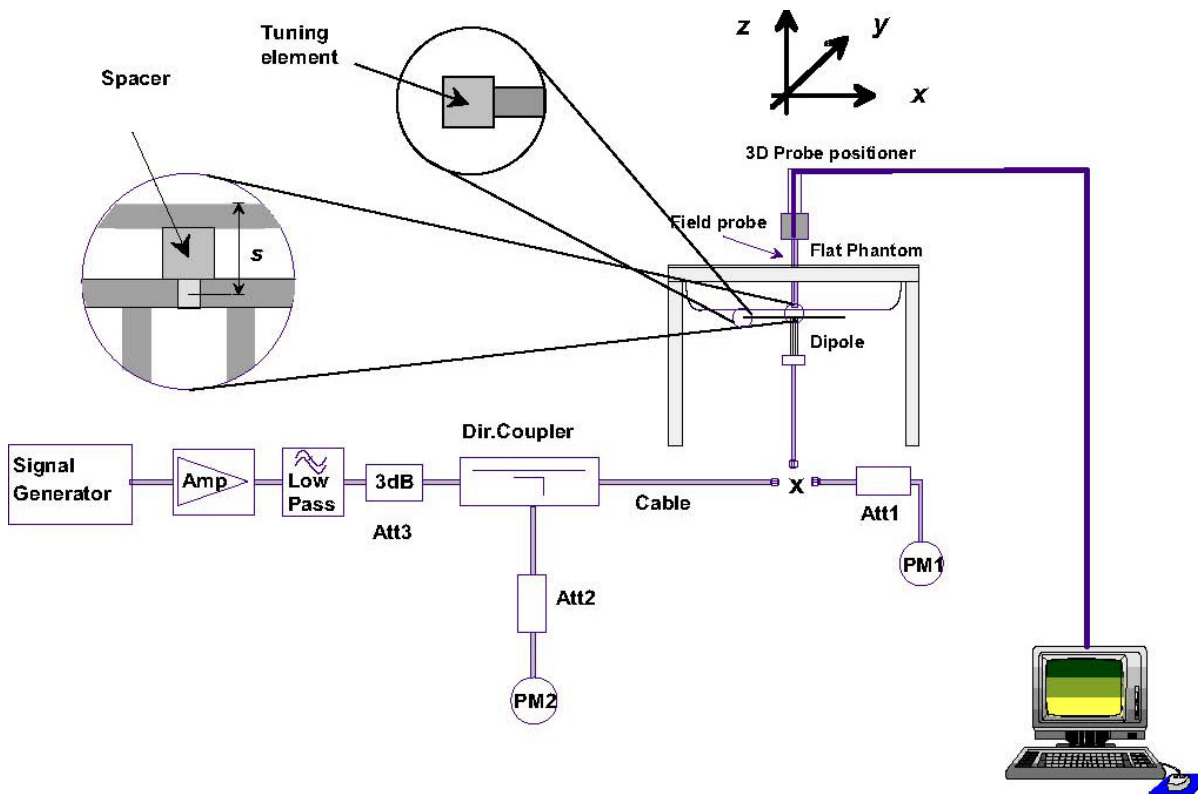 Tuning
element
z
y
x
Spacer
3D Probe positioner
s
Field probe
Flat Phantom
Dipole
Dir.Coupler
Signal
Generator
Amp
Low
Pass
3dB
Att3
Cable
x
Att1
PM1
Att2
PM2